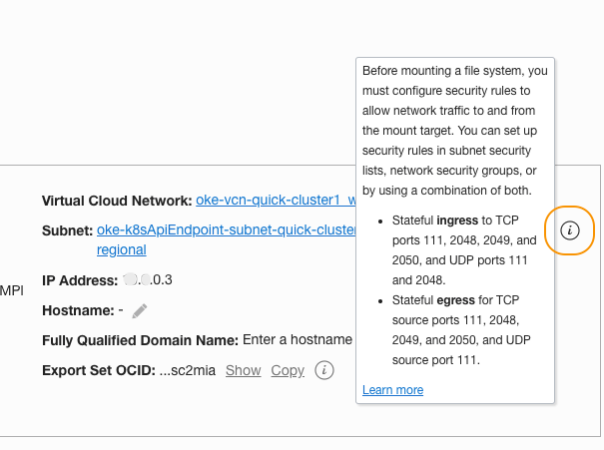 Before mounting a file system, you
must configure security rules to
allow network traffic to and from
the mount target. You can set up
security rules in subnet security
lists, network security groups, or
by using a combination of both.
• Stateful ingress to TCP
ports 111, 2048, 2049, and
2050, and UDP ports 111
and 2048.
• Stateful egress for TCP
source ports 111, 2048,
2049, and 2050, and UDP
source port 111.
Learn more
Virtual Cloud Network: oke-vcn-quick-cluster1_w
Subnet: oke-k8sApiEndpoint-subnet-quick-cluster
regional
MPI
IP Address: .0.3
Hostname: -
Fully Qualified Domain Name: Enter a hostname
Export Set OCID: ...sc2mia Show Copy i
i